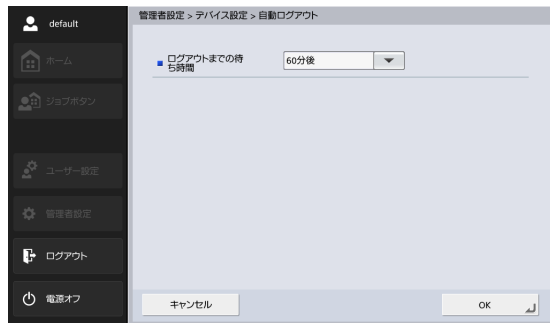 default
ホーム
ジョブボタン
ユーザー設定
管理者設定
ログアウト
電源オフ
管理者設定 > デバイス設定 > 自動ログアウト
ログアウトまでの待
ち時間
60分後
キャンセル
OK